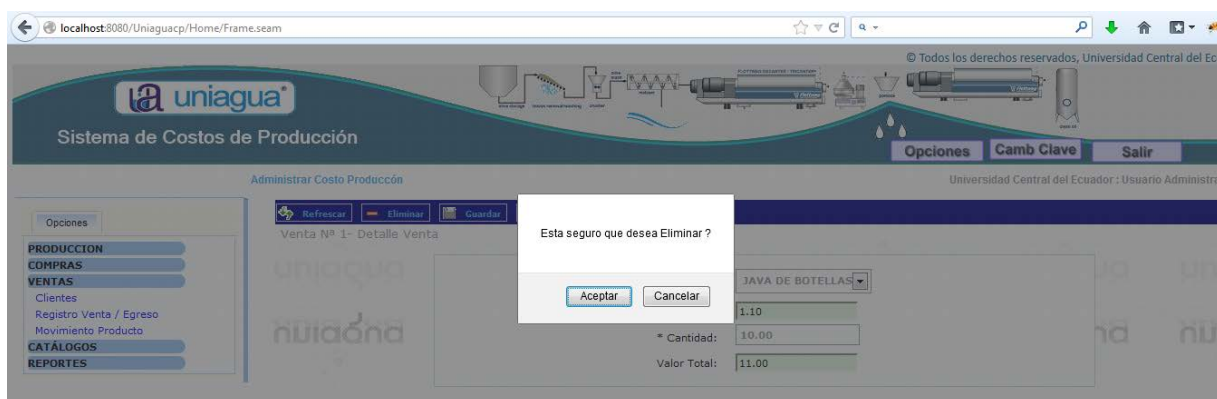 localhost:8080/Uniaguacp/Home/Frame.seam
© Todos los derechos reservados, Universidad Central del Ec
uniagua
Sistema de Costos de Producción
Opciones Camb Clave Salir
Administrar Costo Produccón
Universidad Central del Ecuador : Usuario Administra
Refrescar Eliminar Guardar
Opciones
Venta Nª 1- Detalle Venta
Esta seguro que desea Eliminar ?
PRODUCCION
COMPRAS
VENTAS
JAVA DE BOTELLAS
Clientes
Aceptar Cancelar
Registro Venta / Egreso
1.10
Movimiento Producto
* Cantidad: 10.00
CATÁLOGOS
REPORTES
Valor Total: 11.00